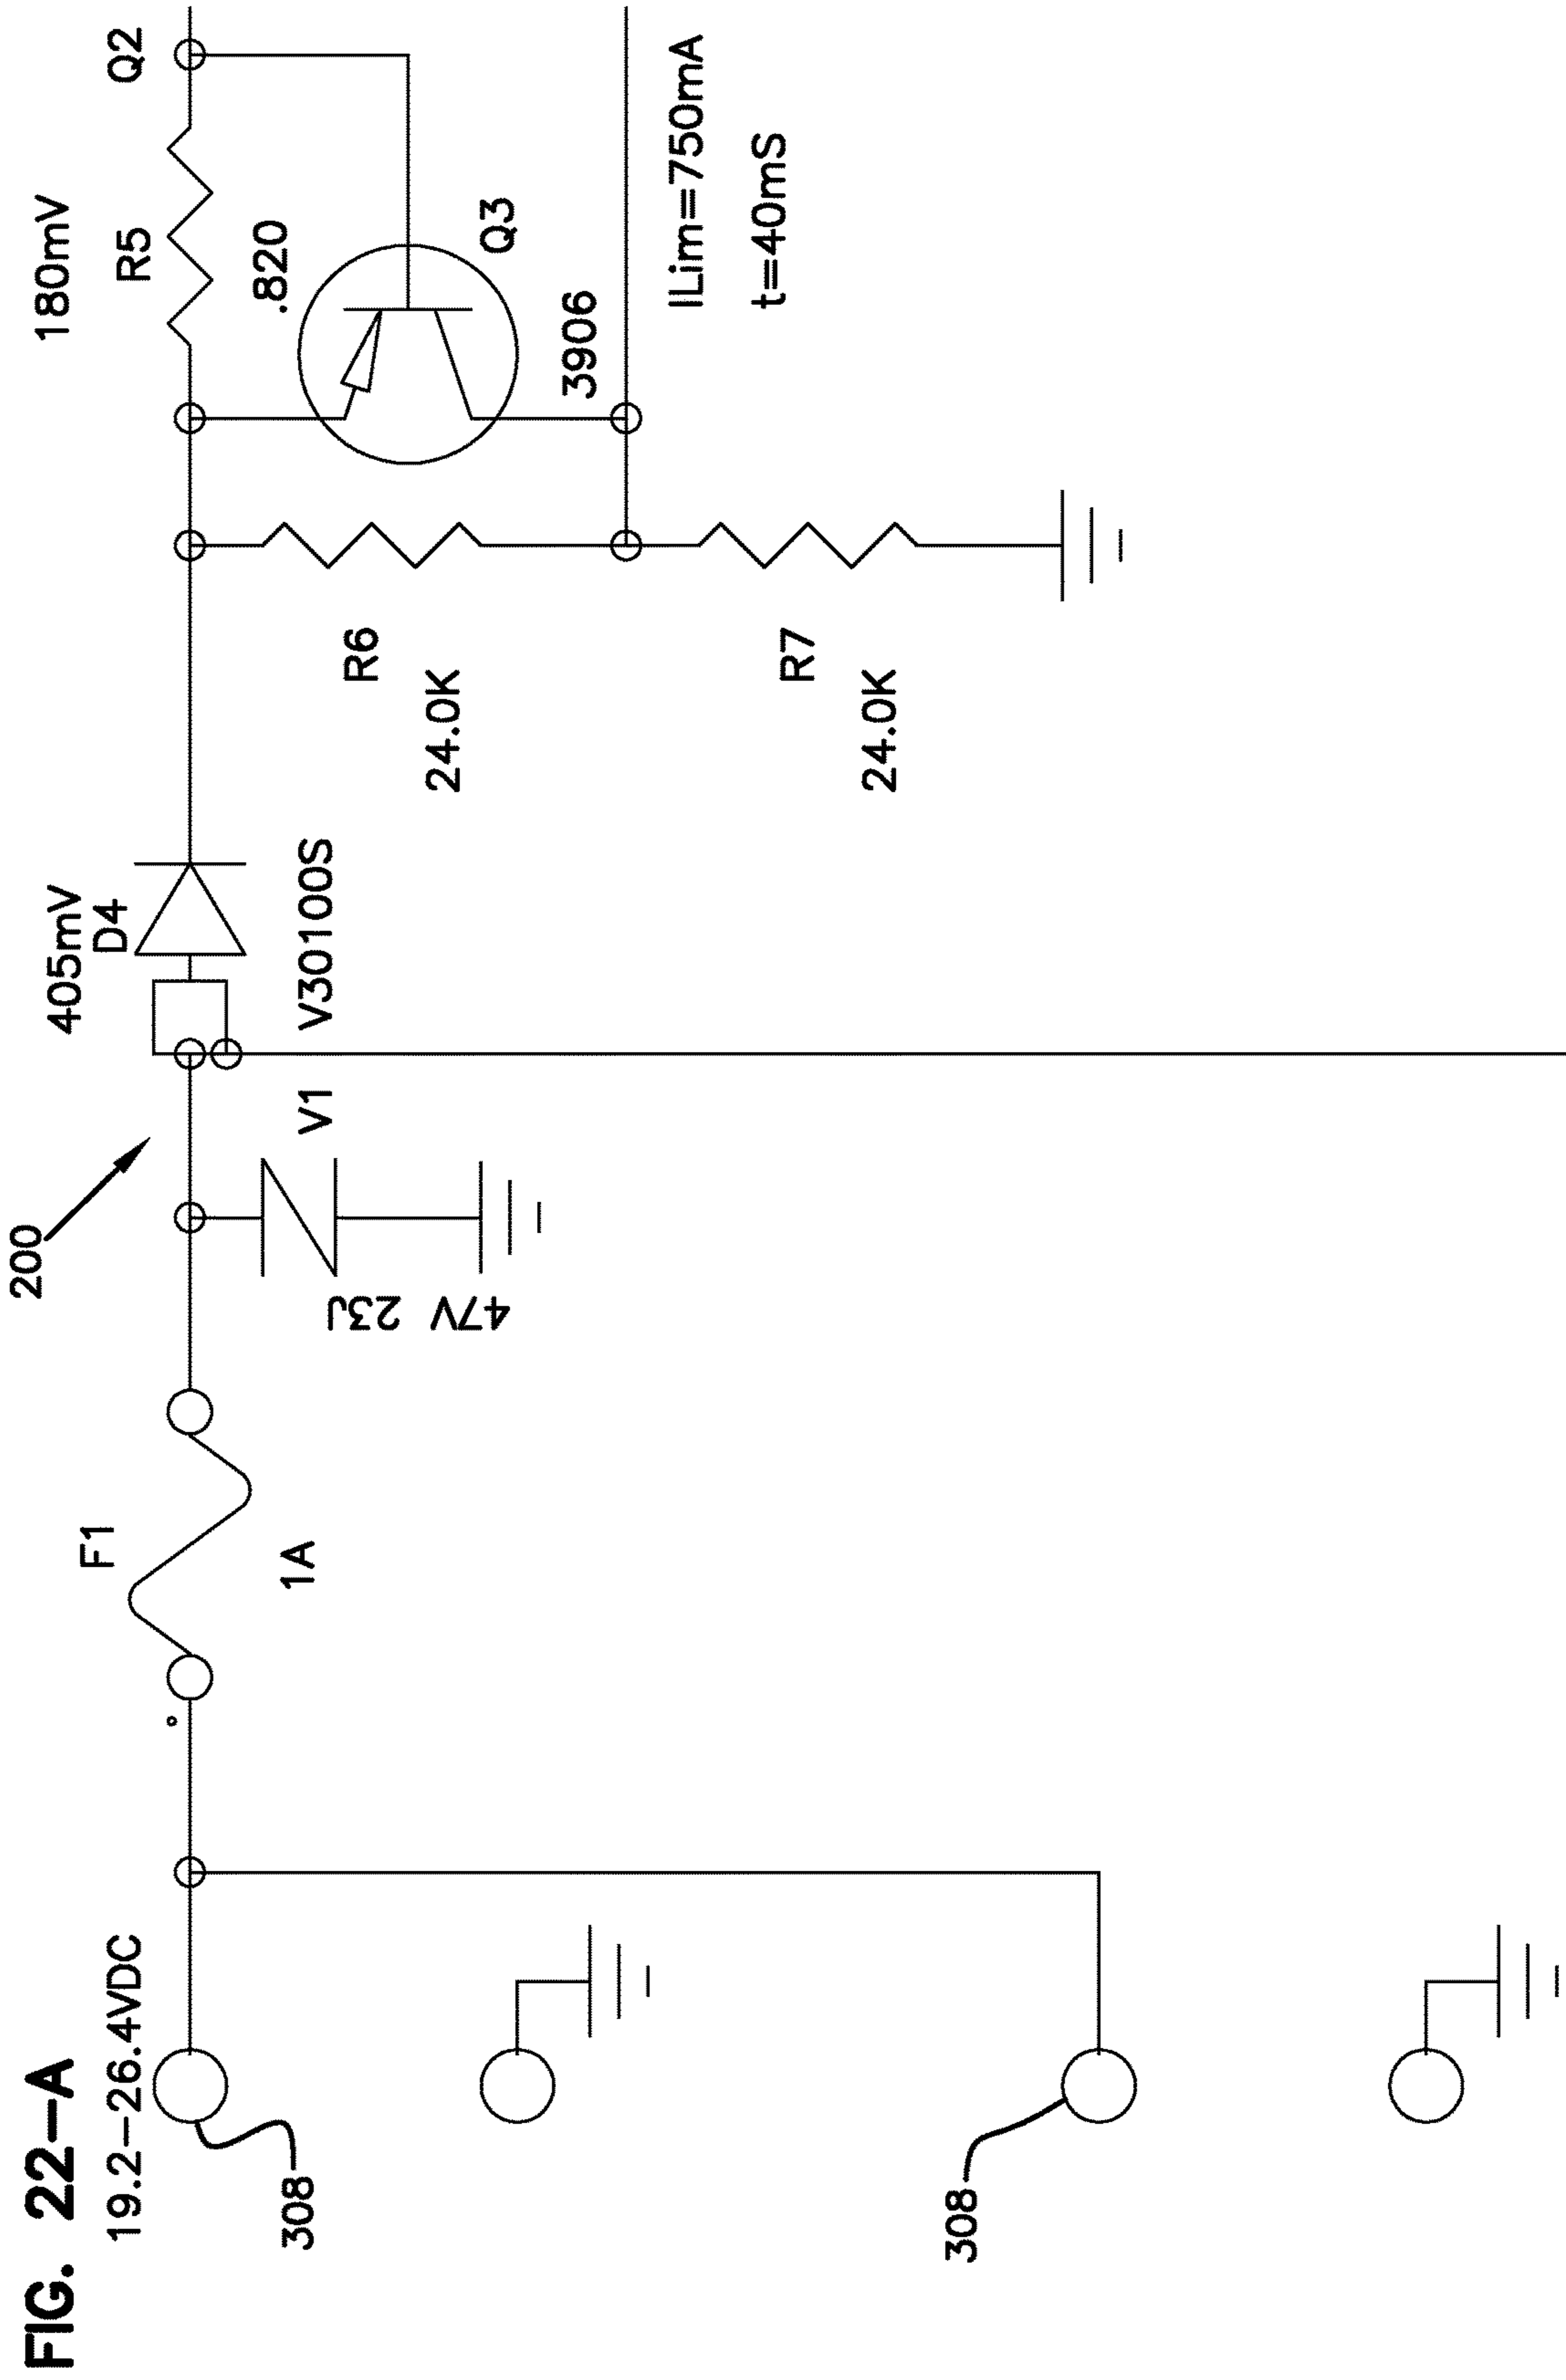 FIG. 22-A
19.2-26.4VDC
308
308
F1
1A
200
47V 23J
V1
405mV
D4
V30100S
R6
24.0K
R7
24.0K
180mV
R5
.820
Q2
Q3
3906
ILim=750mA
t=40mS